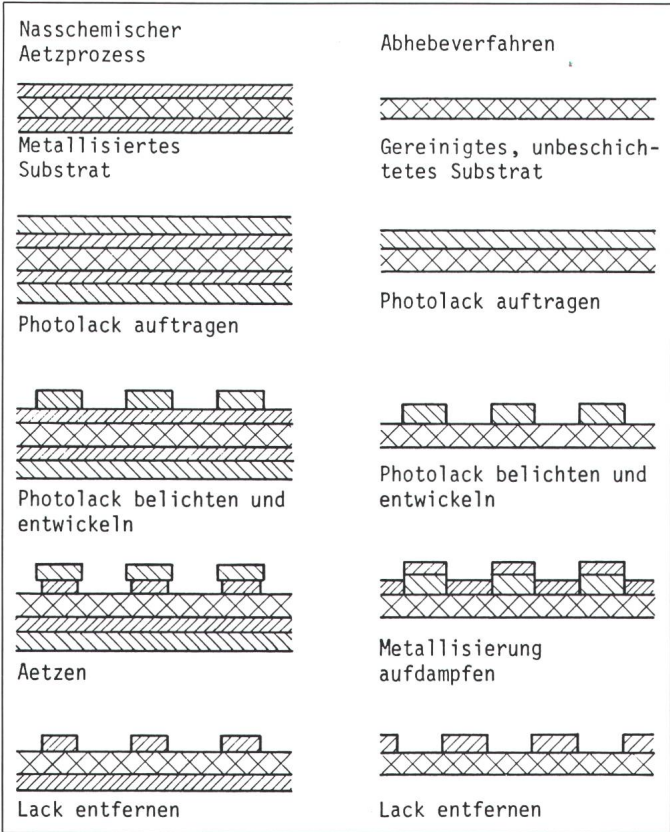 Nasschemischer
Aetzprozess
Metallisiertes
Substrat
Photolack auftragen
Photolack belichten und
entwickeln
Aetzen
Lack entfernen
Abhebeverfahren
Gereinigtes, unbeschich-
tetes Substrat
Photolack auftragen
Photolack belichten und
entwickeln
Metallisierung
aufdampfen
Lack entfernen